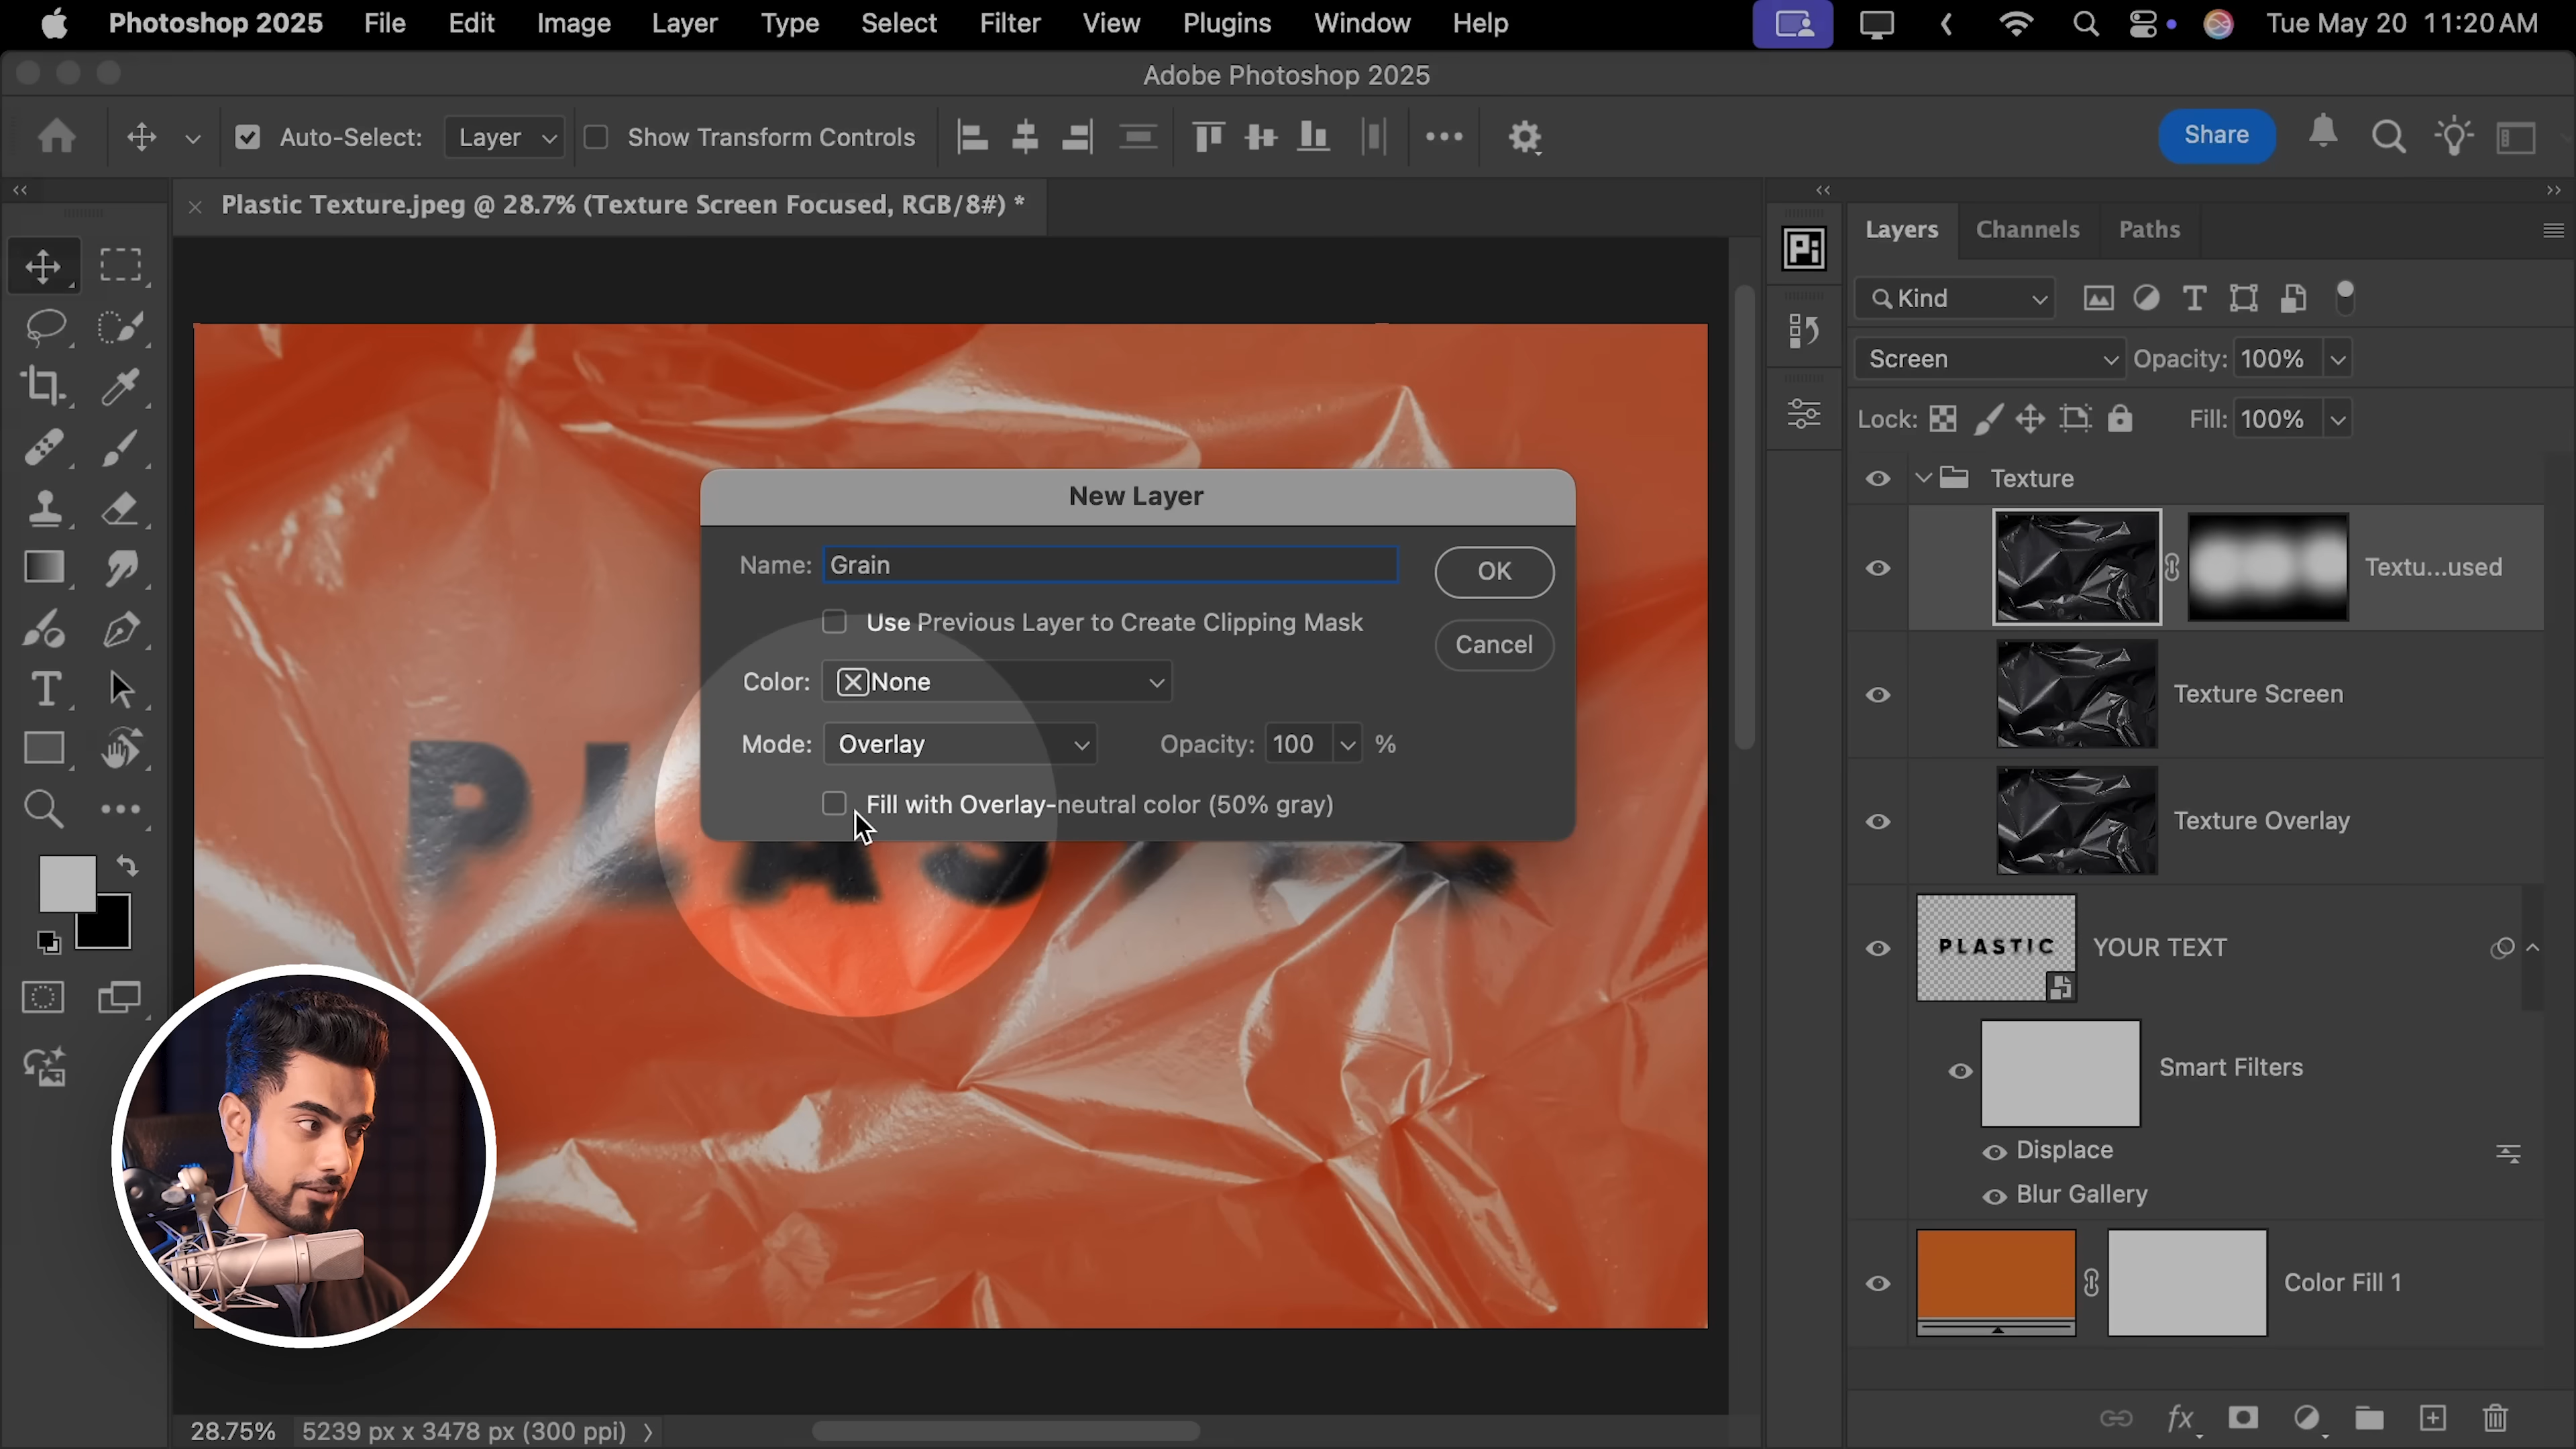 Photoshop 2025 File Edit Image Layer Type Select Filter View Plugins Window Help Tue May 20 11:20 AM
Adobe Photoshop 2025
Auto-Select: Layer Show Transform Controls Share
Plastic Texture.jpeg @ 28.7% (Texture Screen Focused, RGB/8#) *
Layers Channels Paths
Pi
Kind
Screen Opacity: 100%
Lock: Fill: 100%
Texture
Textu...used
Texture Screen
Texture Overlay
PLASTIC YOUR TEXT
Smart Filters
Displace
Blur Gallery
Color Fill 1
fx
New Layer
Name: Grain
OK
Use Previous Layer to Create Clipping Mask
Cancel
Color: None
Mode: Overlay Opacity: 100 %
Fill with Overlay-neutral color (50% gray)
PLASTIC
28.75% 5239 px x 3478 px (300 ppi)